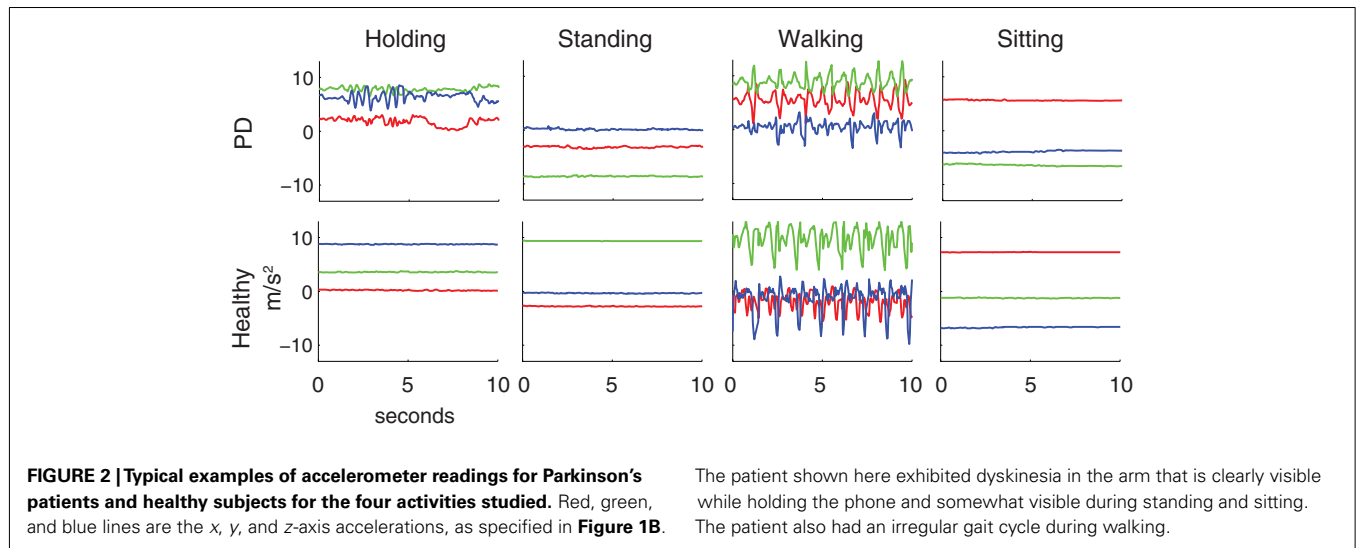 Holding Standing Walking Sitting
10
0
−10
PD
10
0
−10
Healthy
m/s²
0 5 10 0 5 10 0 5 10 0 5 10
seconds
FIGURE 2 | Typical examples of accelerometer readings for Parkinson's
patients and healthy subjects for the four activities studied. Red, green,
and blue lines are the x, y, and z-axis accelerations, as specified in Figure 1B.
The patient shown here exhibited dyskinesia in the arm that is clearly visible
while holding the phone and somewhat visible during standing and sitting.
The patient also had an irregular gait cycle during walking.